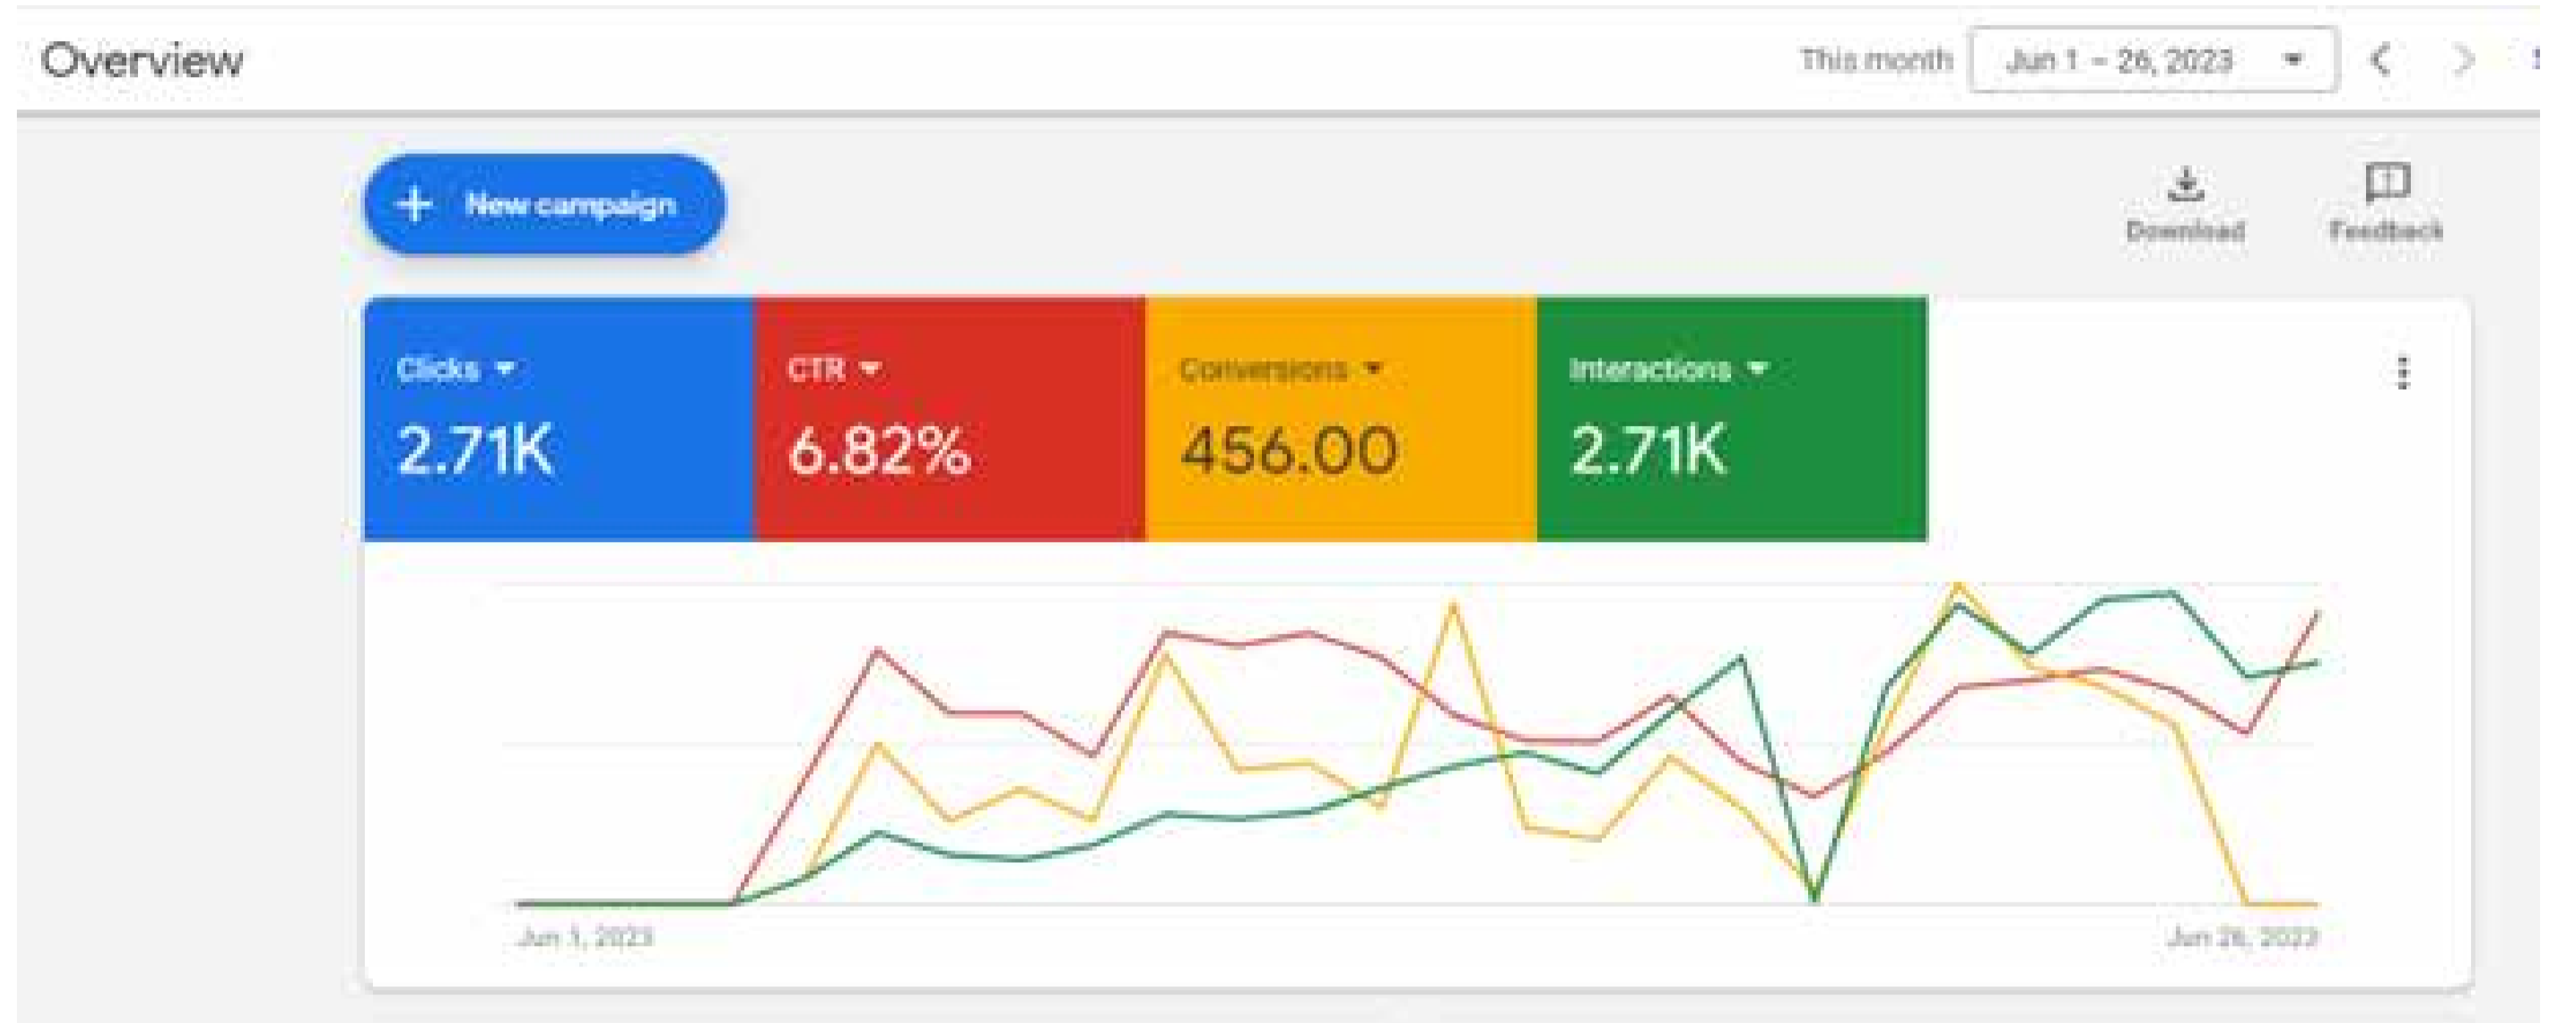 Overview
This month Jun 1 – 26, 2023
New campaign
Download Feedback
Clicks CTR Conversions Interactions
2.71K 6.82% 456.00 2.71K
Jun 1, 2023 Jun 26, 2023